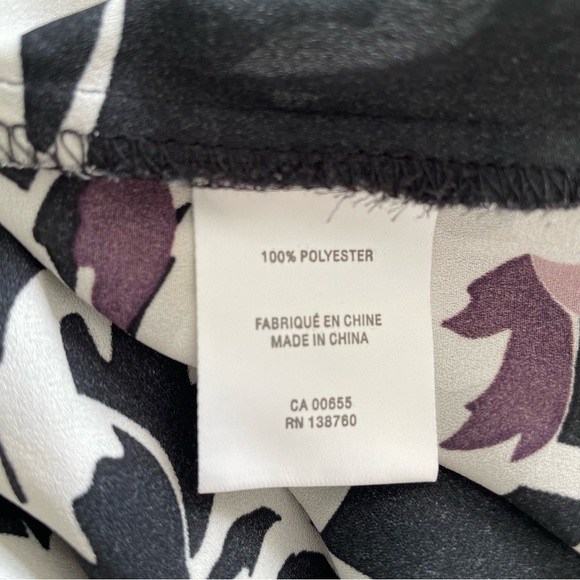 100% POLYESTER
FABRIQUÉ EN CHINE
MADE IN CHINA
CA 00655
RN 138760